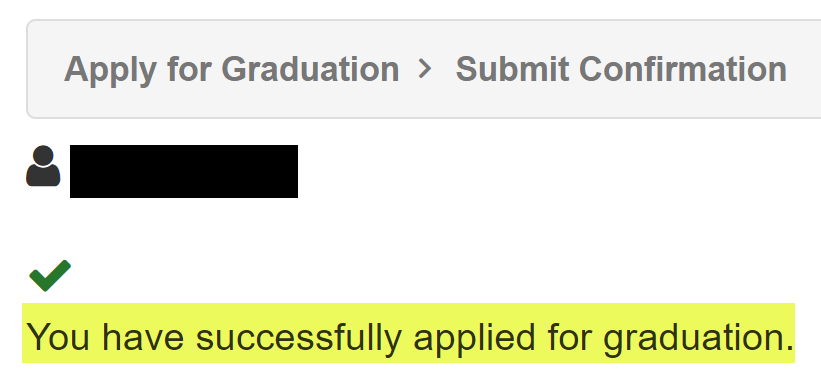 Apply for Graduation > Submit Confirmation
You have successfully applied for graduation.